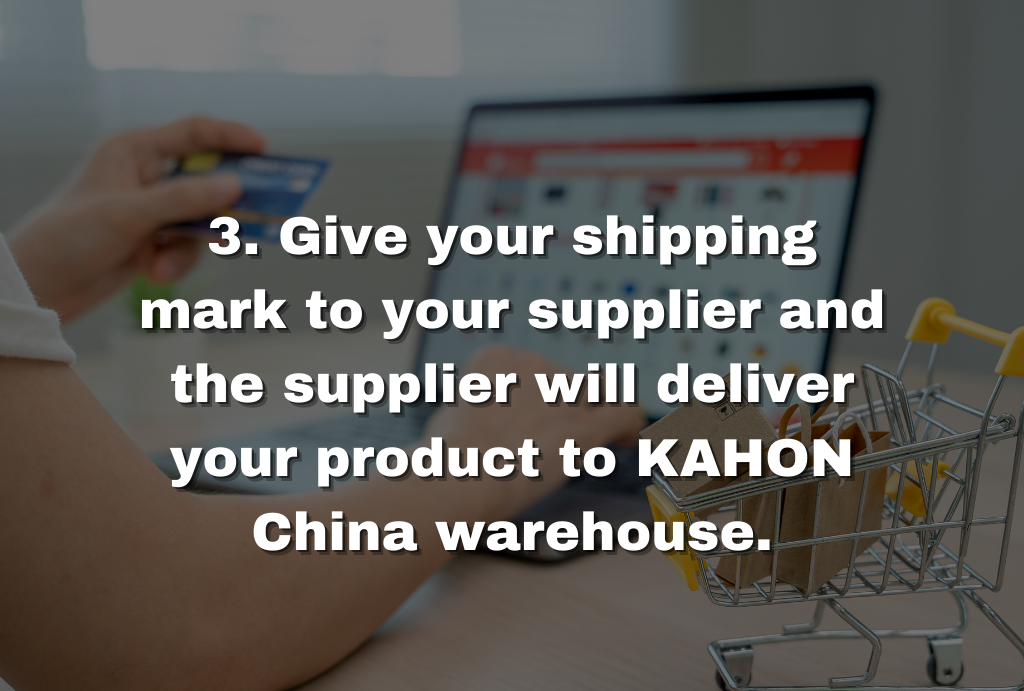 3. Give your shipping
mark to your supplier and
the supplier will deliver
your product to KAHON
China warehouse.